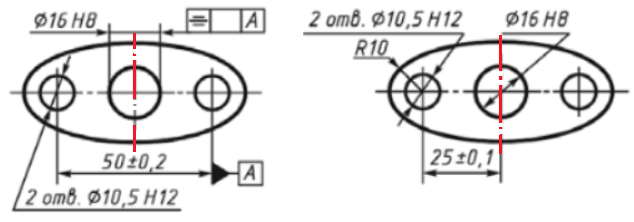 Ø16 H8
A
50±0,2
A
2 отв. Ø10,5 H12
2 отв. Ø10,5 H12
Ø16 H8
R10
25±0,1